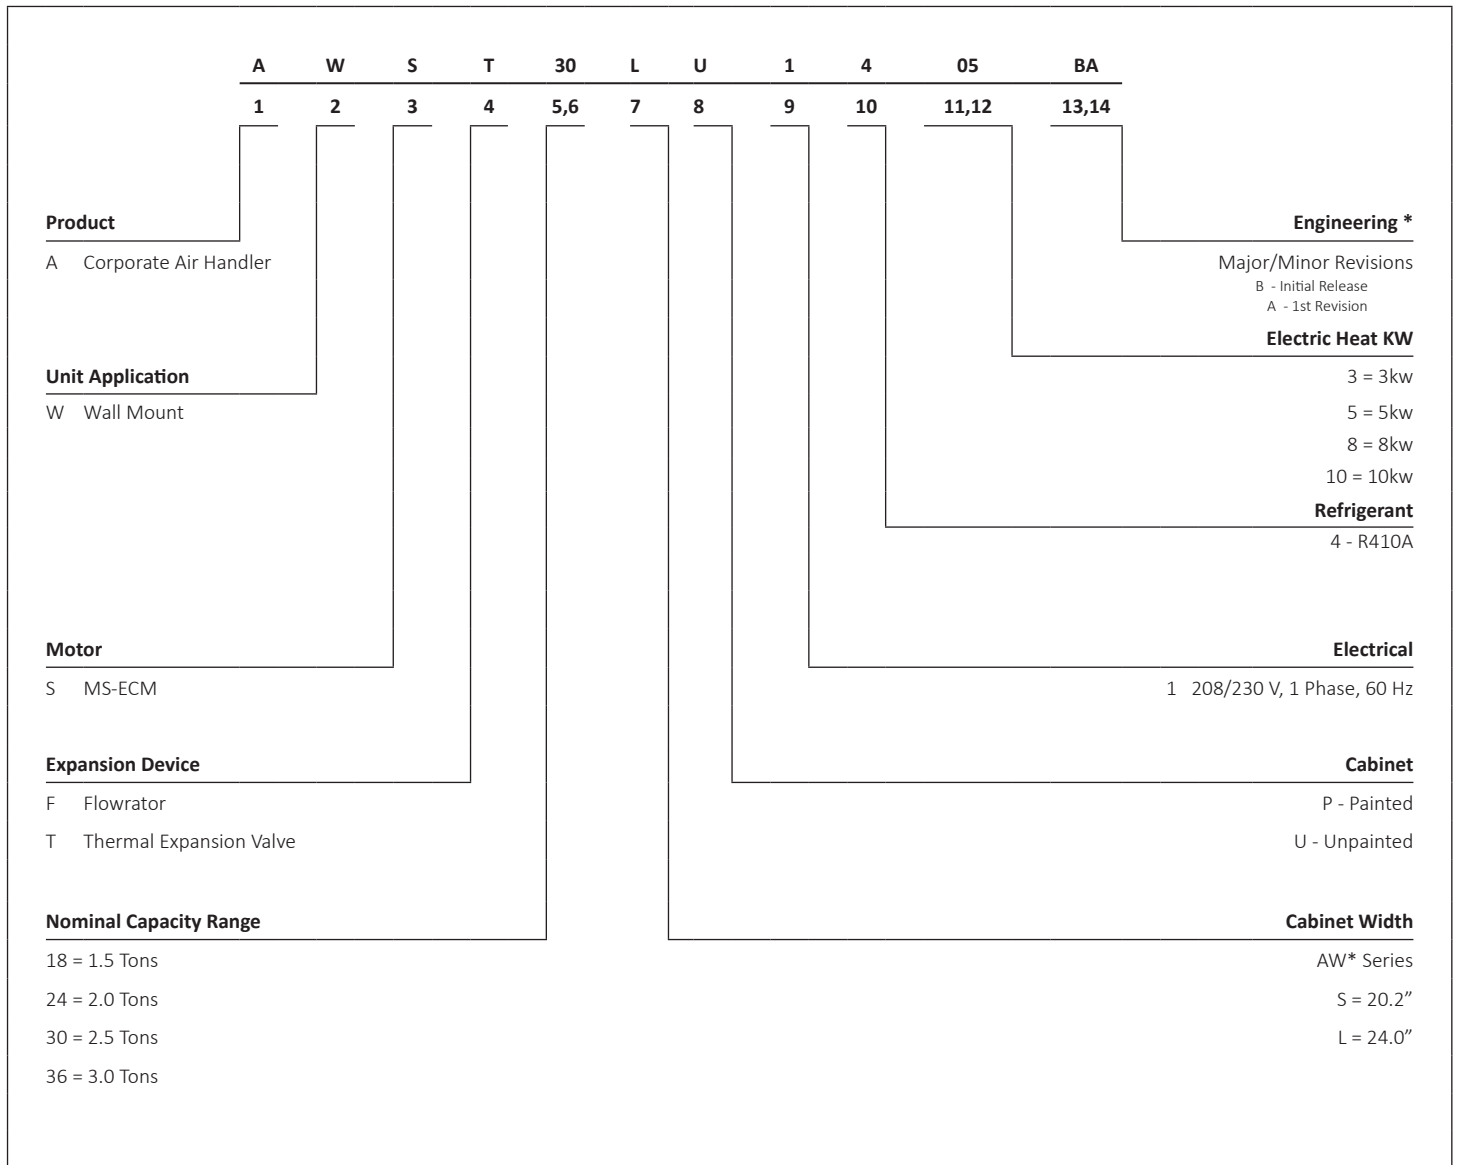 A W S T 30 L U 1 4 05 BA
1 2 3 4 5,6 7 8 9 10 11,12 13,14
Product
A Corporate Air Handler
Unit Application
W Wall Mount
Motor
S MS-ECM
Expansion Device
F Flowrator
T Thermal Expansion Valve
Nominal Capacity Range
18 = 1.5 Tons
24 = 2.0 Tons
30 = 2.5 Tons
36 = 3.0 Tons
Engineering *
Major/Minor Revisions
B - Initial Release
A - 1st Revision
Electric Heat KW
3 = 3kw
5 = 5kw
8 = 8kw
10 = 10kw
Refrigerant
4 - R410A
Electrical
1 208/230 V, 1 Phase, 60 Hz
Cabinet
P - Painted
U - Unpainted
Cabinet Width
AW* Series
S = 20.2”
L = 24.0”